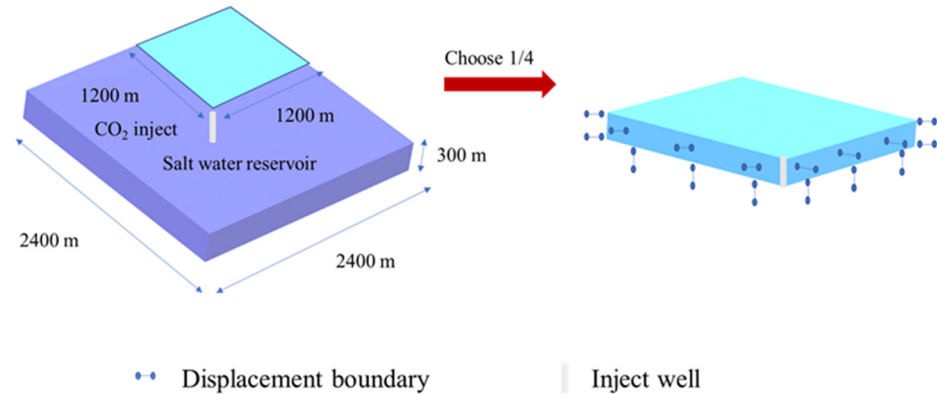 Choose 1/4
1200 m
1200 m
CO₂ inject
Salt water reservoir
300 m
2400 m
2400 m
Displacement boundary
Inject well